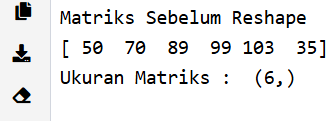 Matriks Sebelum Reshape
[ 50  70  89  99 103  35]
Ukuran Matriks :  (6,)